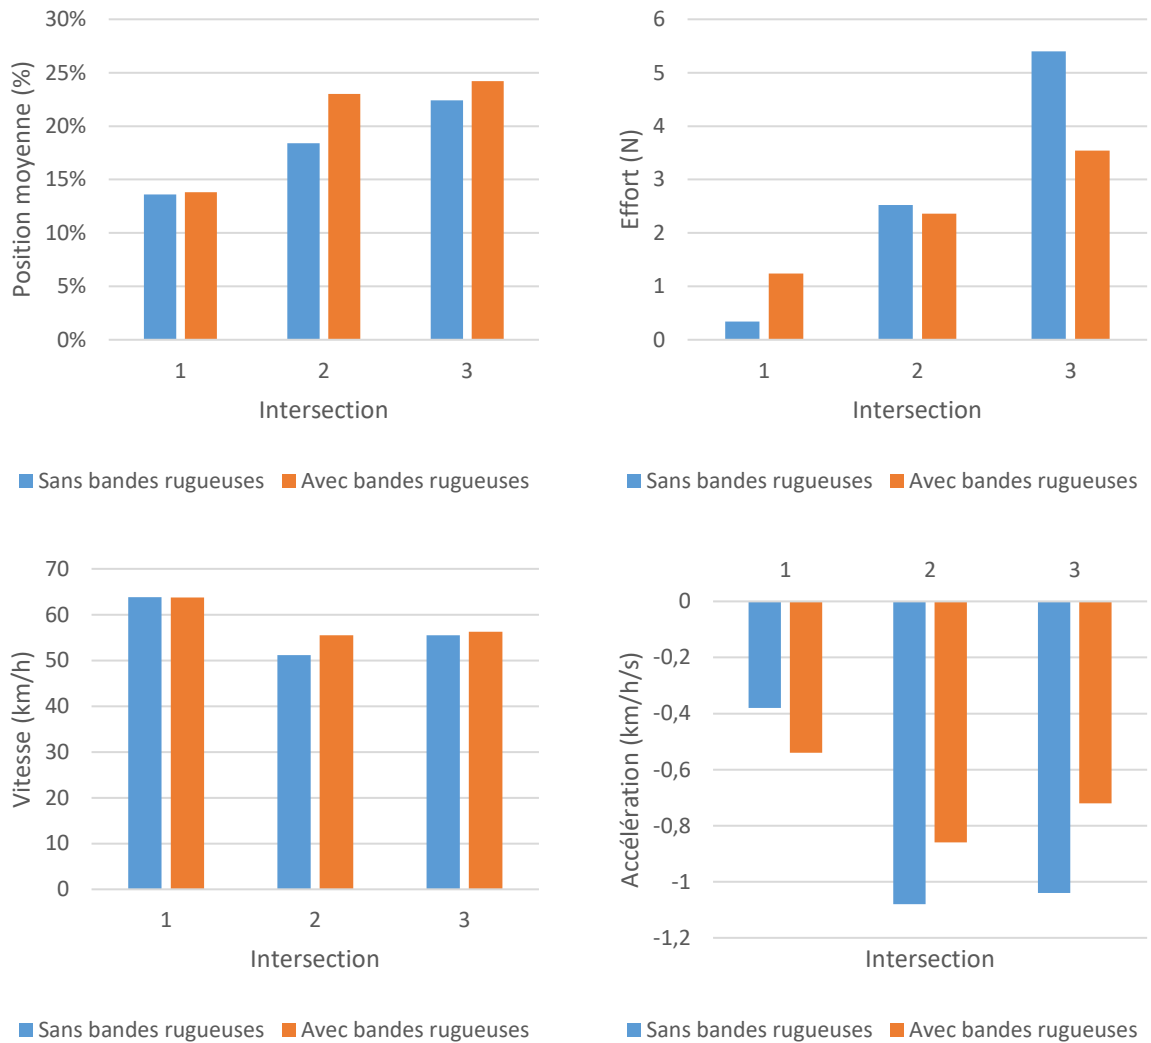 Position moyenne (%)
30%
25%
20%
15%
10%
5%
0%
1 2 3
Intersection
Sans bandes rugueuses Avec bandes rugueuses
Effort (N)
6
5
4
3
2
1
0
1 2 3
Intersection
Sans bandes rugueuses Avec bandes rugueuses
Vitesse (km/h)
70
60
50
40
30
20
10
0
1 2 3
Intersection
Sans bandes rugueuses Avec bandes rugueuses
Accélération (km/h/s)
1 2 3
0
-0,2
-0,4
-0,6
-0,8
-1
-1,2
Intersection
Sans bandes rugueuses Avec bandes rugueuses